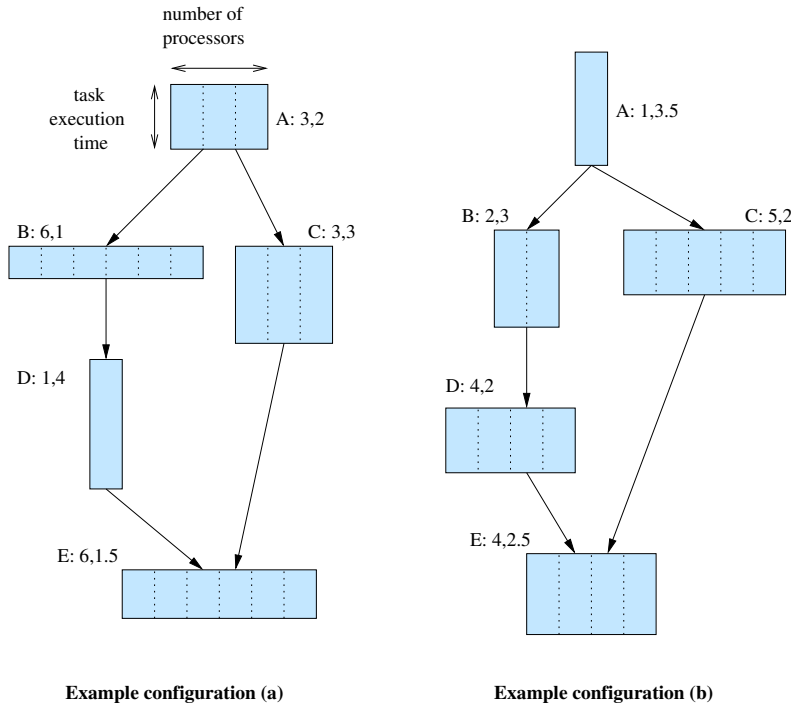 number of
processors
task
execution
time
A: 3,2
B: 6,1
C: 3,3
D: 1,4
E: 6,1.5
Example configuration (a)
A: 1,3.5
B: 2,3
C: 5,2
D: 4,2
E: 4,2.5
Example configuration (b)